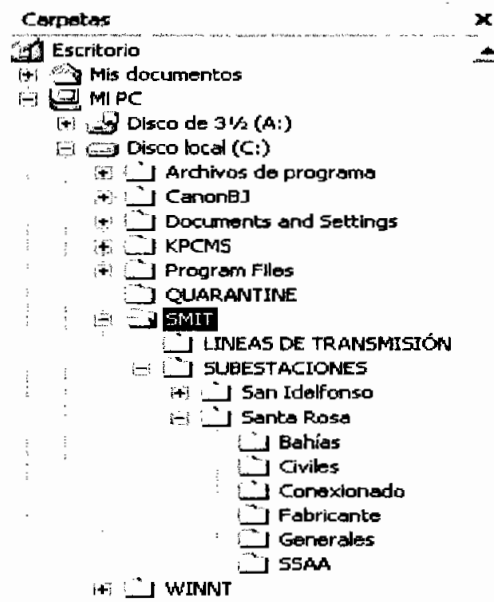 Carpetas
Escritorio
Mis documentos
MI PC
Disco de 3½ (A:)
Disco local (C:)
Archivos de programa
CanonBJ
Documents and Settings
KPCMS
Program Files
QUARANTINE
SMIT
LINEAS DE TRANSMISIÓN
SUBESTACIONES
San Idelfonso
Santa Rosa
Bahías
Civiles
Conexionado
Fabricante
Generales
SSAA
WINNT